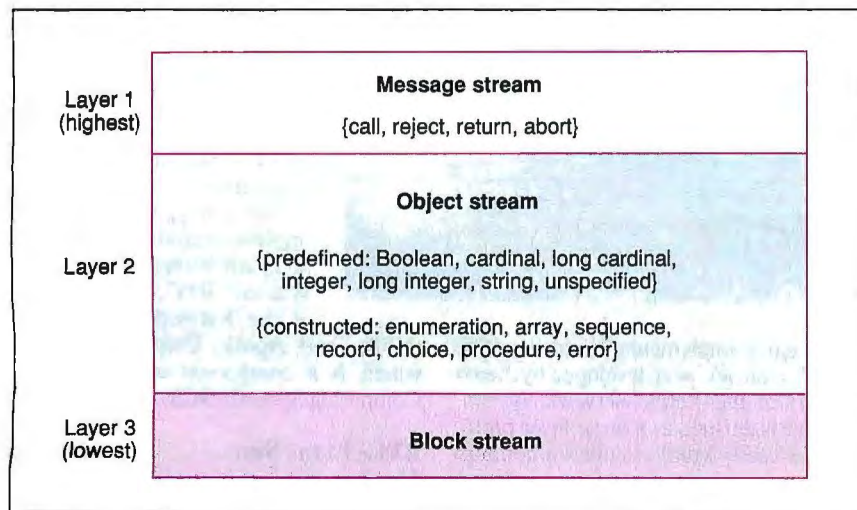 Layer 1
(highest)
Message stream
{call, reject, return, abort}
Layer 2
Object stream
{predefined: Boolean, cardinal, long cardinal,
integer, long integer, string, unspecified}
{constructed: enumeration, array, sequence,
record, choice, procedure, error}
Layer 3
(lowest)
Block stream